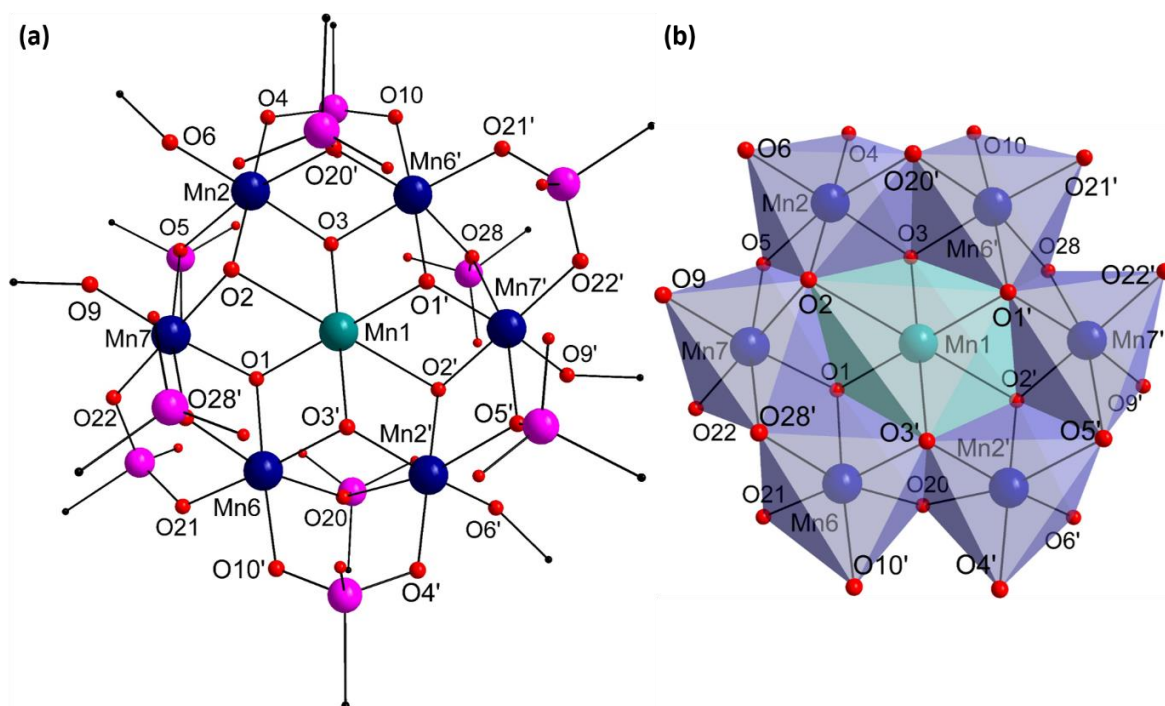 (a)
O4
O10
O6
O21'
Mn6'
O20'
Mn2
O3
O28
O5
Mn7'
O22'
O2
O1'
O9
Mn1
Mn7
O1
O2'
O9'
O28'
O22
O3'
Mn2'
O5'
Mn6
O20
O21
O6'
O10'
O4'
(b)
O6
O4
O10
O20'
O21'
Mn2
O3
Mn6'
O28
O5
O9
O2
O22'
O1'
Mn7
Mn1
Mn7'
O1
O2'
O9'
O22
O28'
O3'
Mn2'
O5'
O21
Mn6
O20
O6'
O10'
O4'